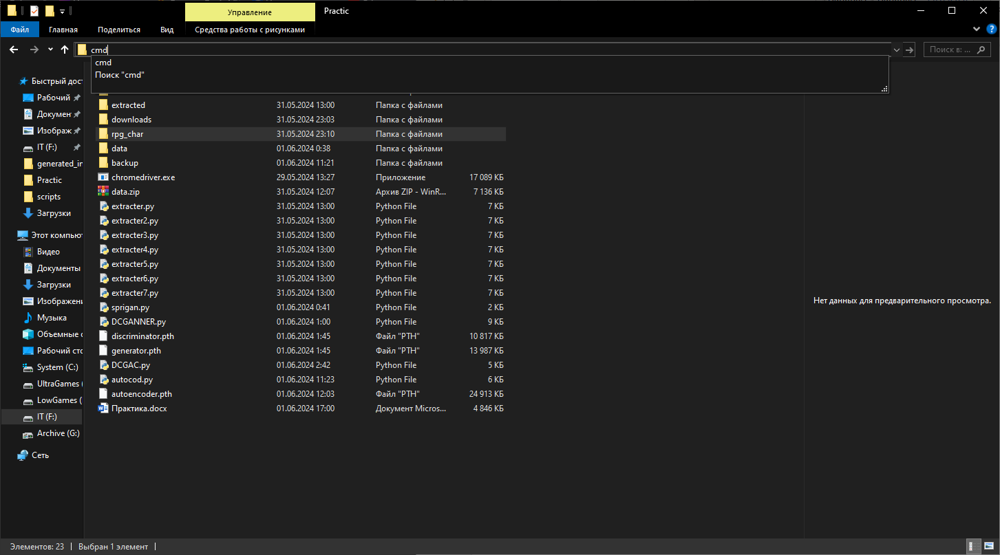 Управление
Practic
Файл
Главная
Поделиться
Вид
Средства работы с рисунками
cmd
Поиск в: ...
cmd
Поиск "cmd"
Быстрый дос
Рабочий
Докумен
Изображ
IT (F:)
generated_in
Practic
scripts
Загрузки
Этот компьют
Видео
Документы
Загрузки
Изображени
Музыка
Объемные о
Рабочий сто
System (C:)
UltraGames (
LowGames (
IT (F:)
Archive (G:)
Сеть
extracted 31.05.2024 13:00 Папка с файлами
downloads 31.05.2024 23:03 Папка с файлами
rpg_char 31.05.2024 23:10 Папка с файлами
data 01.06.2024 0:38 Папка с файлами
backup 01.06.2024 11:21 Папка с файлами
chromedriver.exe 29.05.2024 13:27 Приложение 17 089 КБ
data.zip 31.05.2024 12:07 Архив ZIP - WinR... 7 136 КБ
extracter.py 31.05.2024 13:00 Python File 7 КБ
extracter2.py 31.05.2024 13:00 Python File 7 КБ
extracter3.py 31.05.2024 13:00 Python File 7 КБ
extracter4.py 31.05.2024 13:00 Python File 7 КБ
extracter5.py 31.05.2024 13:00 Python File 7 КБ
extracter6.py 31.05.2024 13:00 Python File 7 КБ
extracter7.py 31.05.2024 13:00 Python File 7 КБ
sprigan.py 01.06.2024 0:41 Python File 2 КБ
DCGANNER.py 01.06.2024 1:00 Python File 9 КБ
discriminator.pth 01.06.2024 1:45 Файл "PTH" 10 817 КБ
generator.pth 01.06.2024 1:45 Файл "PTH" 13 987 КБ
DCGAC.py 01.06.2024 2:42 Python File 5 КБ
autocod.py 01.06.2024 11:23 Python File 6 КБ
autoencoder.pth 01.06.2024 12:03 Файл "PTH" 24 913 КБ
Практика.docx 01.06.2024 17:00 Документ Micros... 4 846 КБ
Нет данных для предварительного просмотра.
Элементов: 23
Выбран 1 элемент